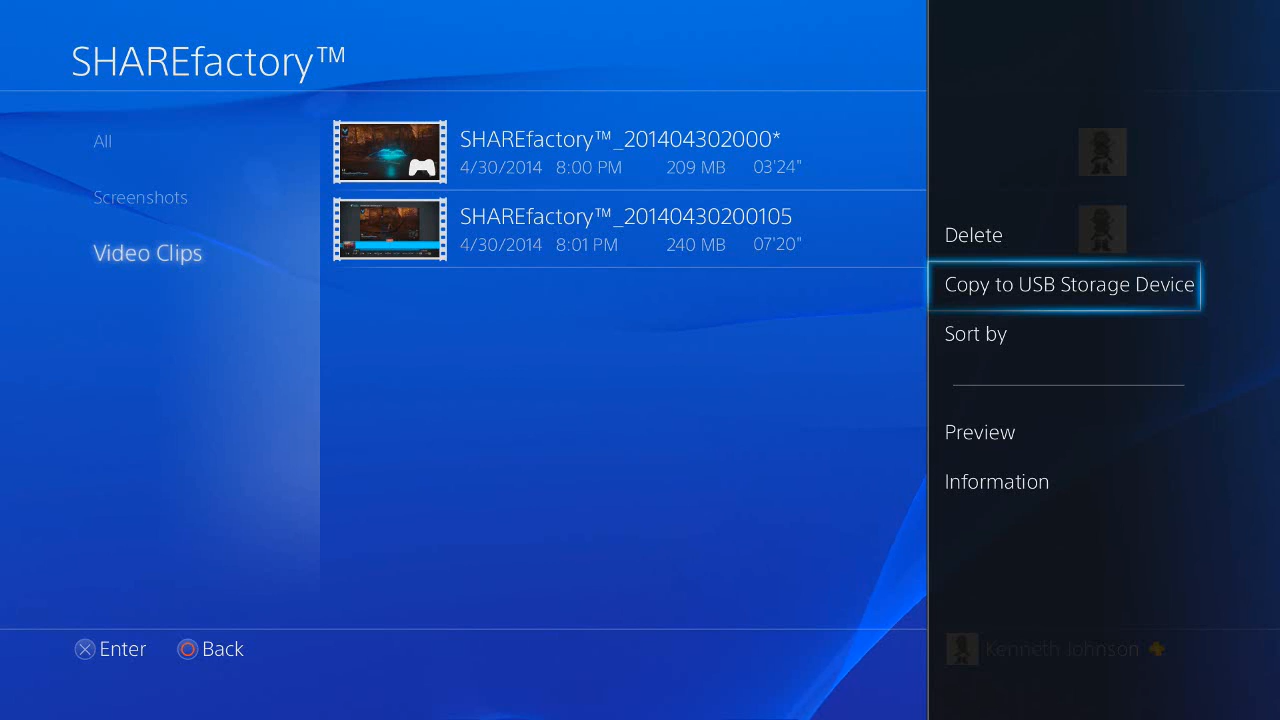 SHAREfactory™
All
Screenshots
Video Clips
SHAREfactory™_201404302000*
4/30/2014 8:00 PM 209 MB 03'24"
SHAREfactory™_20140430200105
4/30/2014 8:01 PM 240 MB 07'20"
Delete
Copy to USB Storage Device
Sort by
Preview
Information
Enter
Back
Kenneth Johnson